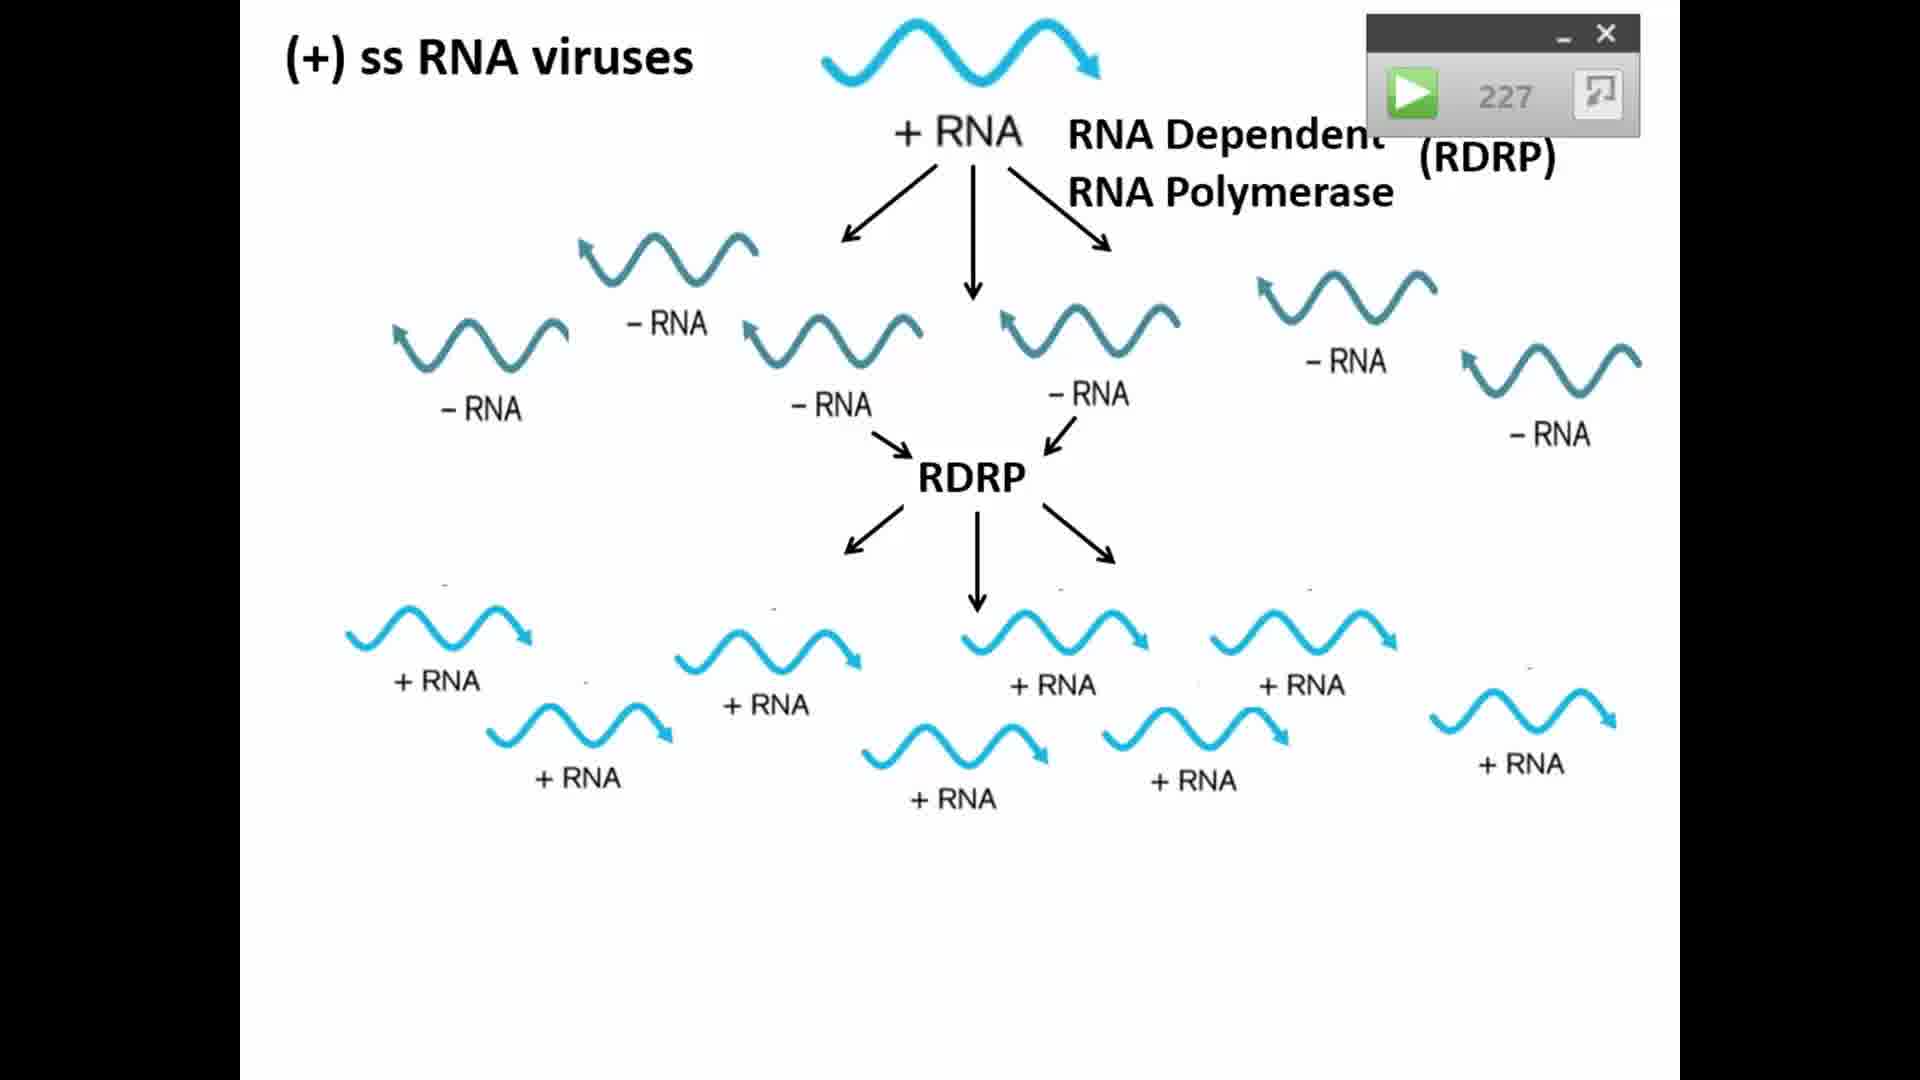 (+) ss RNA viruses
+ RNA
RNA Dependent
RNA Polymerase
(RDRP)
227
– RNA
– RNA
– RNA
– RNA
– RNA
– RNA
RDRP
+ RNA
+ RNA
+ RNA
+ RNA
+ RNA
+ RNA
+ RNA
+ RNA